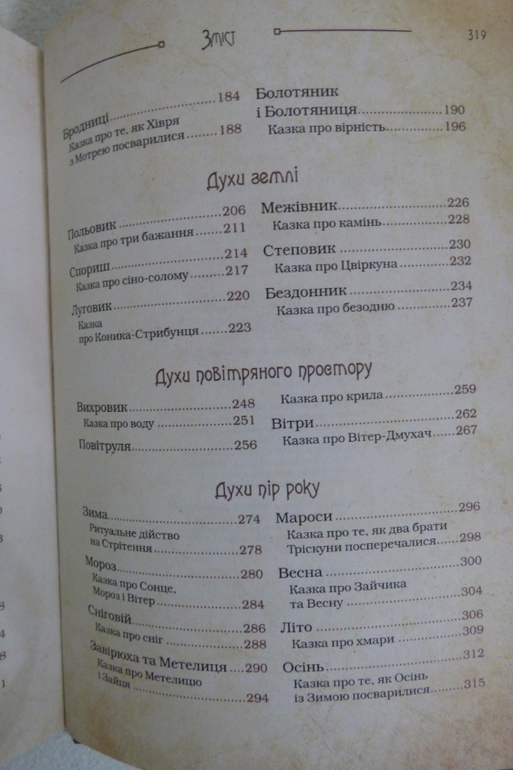 Зміст
319
Бродниці 184
Казка про те, як Хівря
з Мотрею посварилися 188
Болотяник
і Болотяниця 190
Казка про вірність 196
Духи землі
Польовик 206
Казка про три бажання 211
Спориш 214
Казка про сіно-солому 217
Луговик 220
Казка
про Коника-Стрибунця 223
Межівник 226
Казка про камінь 228
Степовик 230
Казка про Цвіркуна 232
Бездонник 234
Казка про безодню 237
Духи повітряного простору
Вихровик 248
Казка про воду 251
Повітруля 256
Казка про крила 259
Вітри 262
Казка про Вітер-Дмухач 267
Духи пір року
Зима 274
Ритуальне дійство
на Стрітення 278
Мороз 280
Казка про Сонце,
Мороз і Вітер 284
Сніговій 286
Казка про сніг 288
Завірюха та Метелиця 290
Казка про Метелицю
і Зайця 294
Мароси 296
Казка про те, як два брати
Тріскуни посперечалися 298
Весна 300
Казка про Зайчика
та Весну 304
Літо 306
Казка про хмари 309
Осінь 312
Казка про те, як Осінь
із Зимою посварилися 315